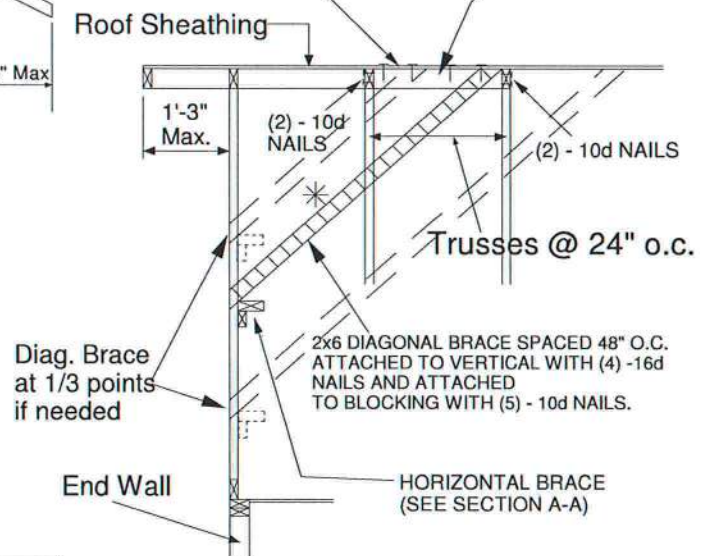 Roof Sheathing
" Max
1'-3"
Max.
(2) - 10d
NAILS
(2) - 10d NAILS
Trusses @ 24" o.c.
2x6 DIAGONAL BRACE SPACED 48" O.C.
ATTACHED TO VERTICAL WITH (4) -16d
NAILS AND ATTACHED
TO BLOCKING WITH (5) - 10d NAILS.
Diag. Brace
at 1/3 points
if needed
End Wall
HORIZONTAL BRACE
(SEE SECTION A-A)